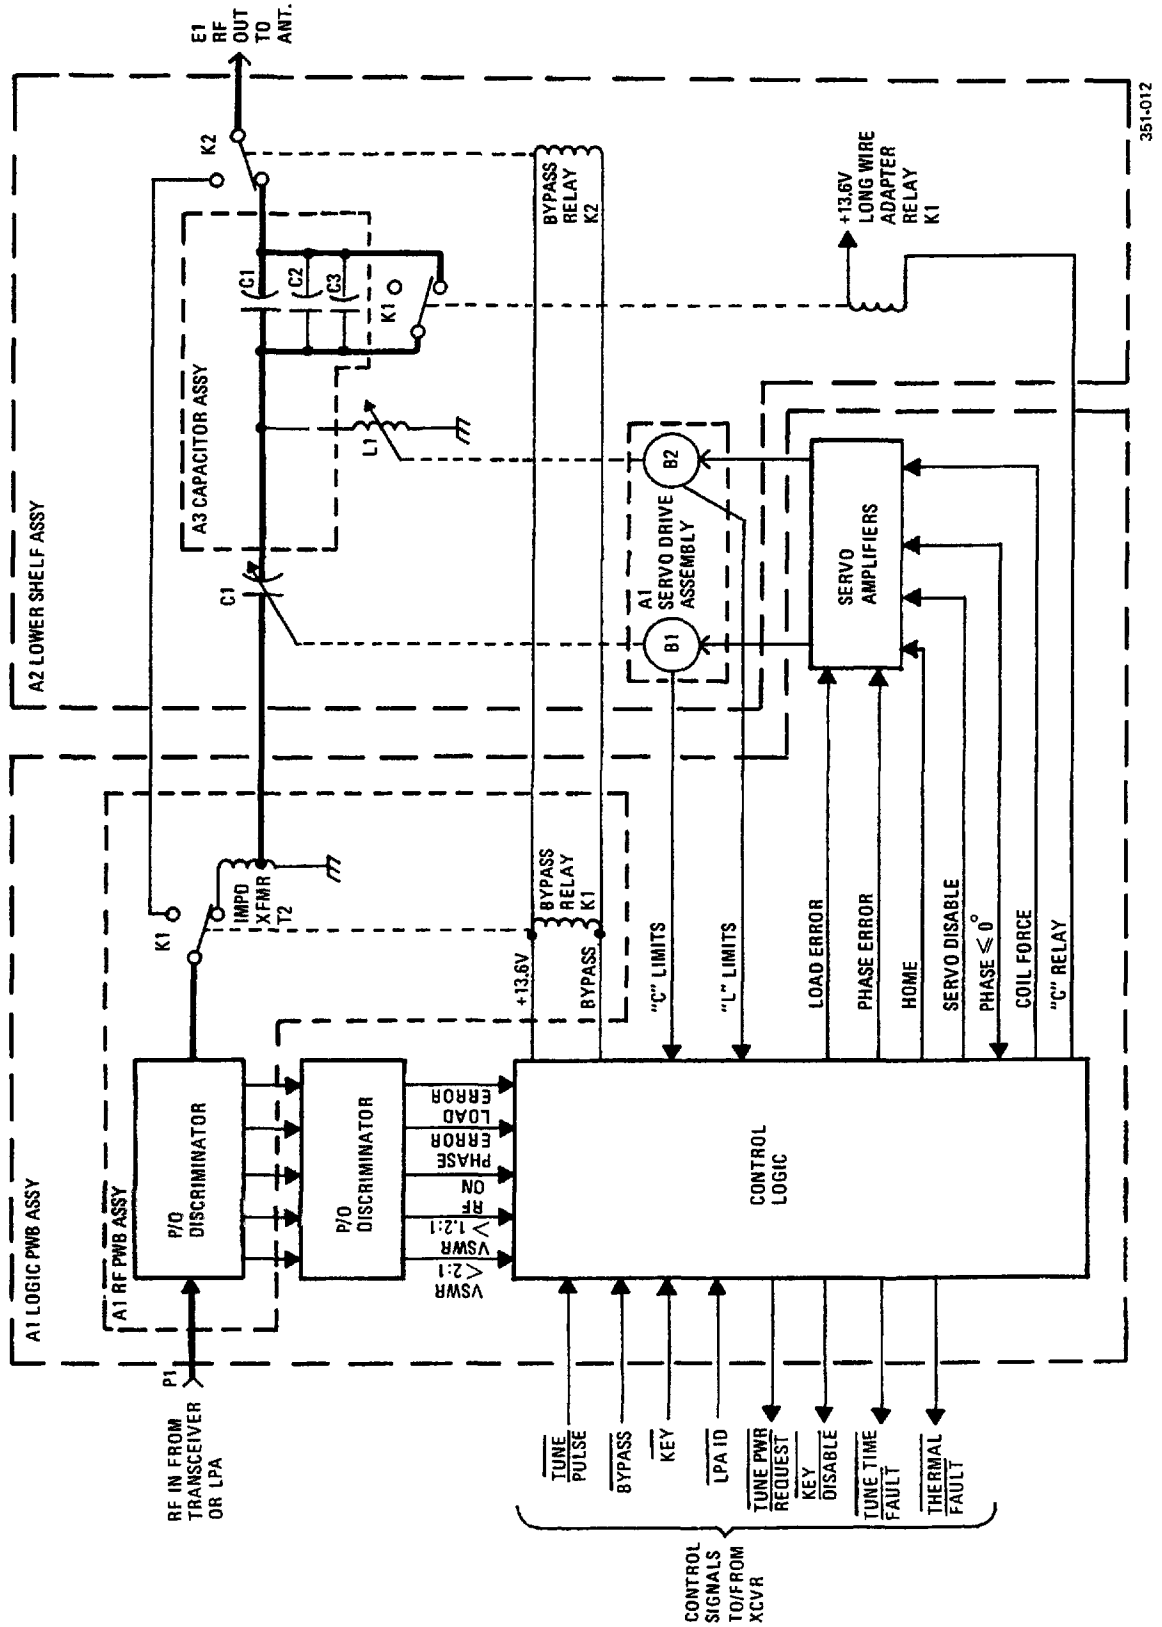 A1 LOGIC PWB ASSY
A1 RF PWB ASSY
A2 LOWER SHELF ASSY
A3 CAPACITOR ASSY
RF IN FROM
TRANSCEIVER
OR LPA
P1
P/O
DISCRIMINATOR
P/O
DISCRIMINATOR
K1
IMPD
XFMR
T2
C1
C1
C2
C3
K1
L1
K2
E1
RF
OUT
TO
ANT.
VSWR
<2:1
VSWR
>1.2:1
RF
ON
PHASE
ERROR
LOAD
ERROR
+13.6V
BYPASS
BYPASS
RELAY
K1
BYPASS
RELAY
K2
"C" LIMITS
"L" LIMITS
B1
B2
A1
SERVO DRIVE
ASSEMBLY
+13.6V
LONG WIRE
ADAPTER
RELAY
K1
CONTROL
LOGIC
LOAD ERROR
PHASE ERROR
HOME
SERVO DISABLE
PHASE ⩽ 0°
COIL FORCE
"C" RELAY
SERVO
AMPLIFIERS
TUNE
PULSE
BYPASS
KEY
LPA ID
TUNE PWR
REQUEST
KEY
DISABLE
TUNE TIME
FAULT
THERMAL
FAULT
CONTROL
SIGNALS
TO/FROM
XCVR
351-012